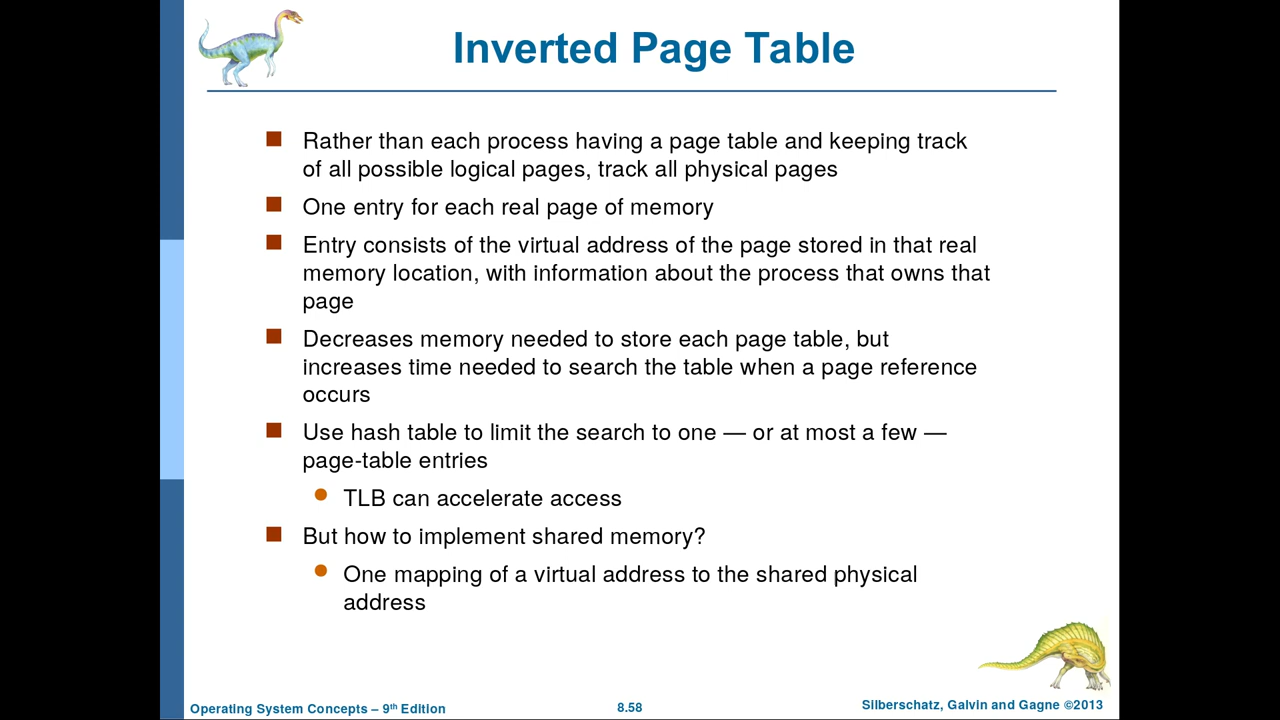 Inverted Page Table
Rather than each process having a page table and keeping track
of all possible logical pages, track all physical pages
One entry for each real page of memory
Entry consists of the virtual address of the page stored in that real
memory location, with information about the process that owns that
page
Decreases memory needed to store each page table, but
increases time needed to search the table when a page reference
occurs
Use hash table to limit the search to one — or at most a few —
page-table entries
TLB can accelerate access
But how to implement shared memory?
One mapping of a virtual address to the shared physical
address
Operating System Concepts – 9th Edition
8.58
Silberschatz, Galvin and Gagne ©2013